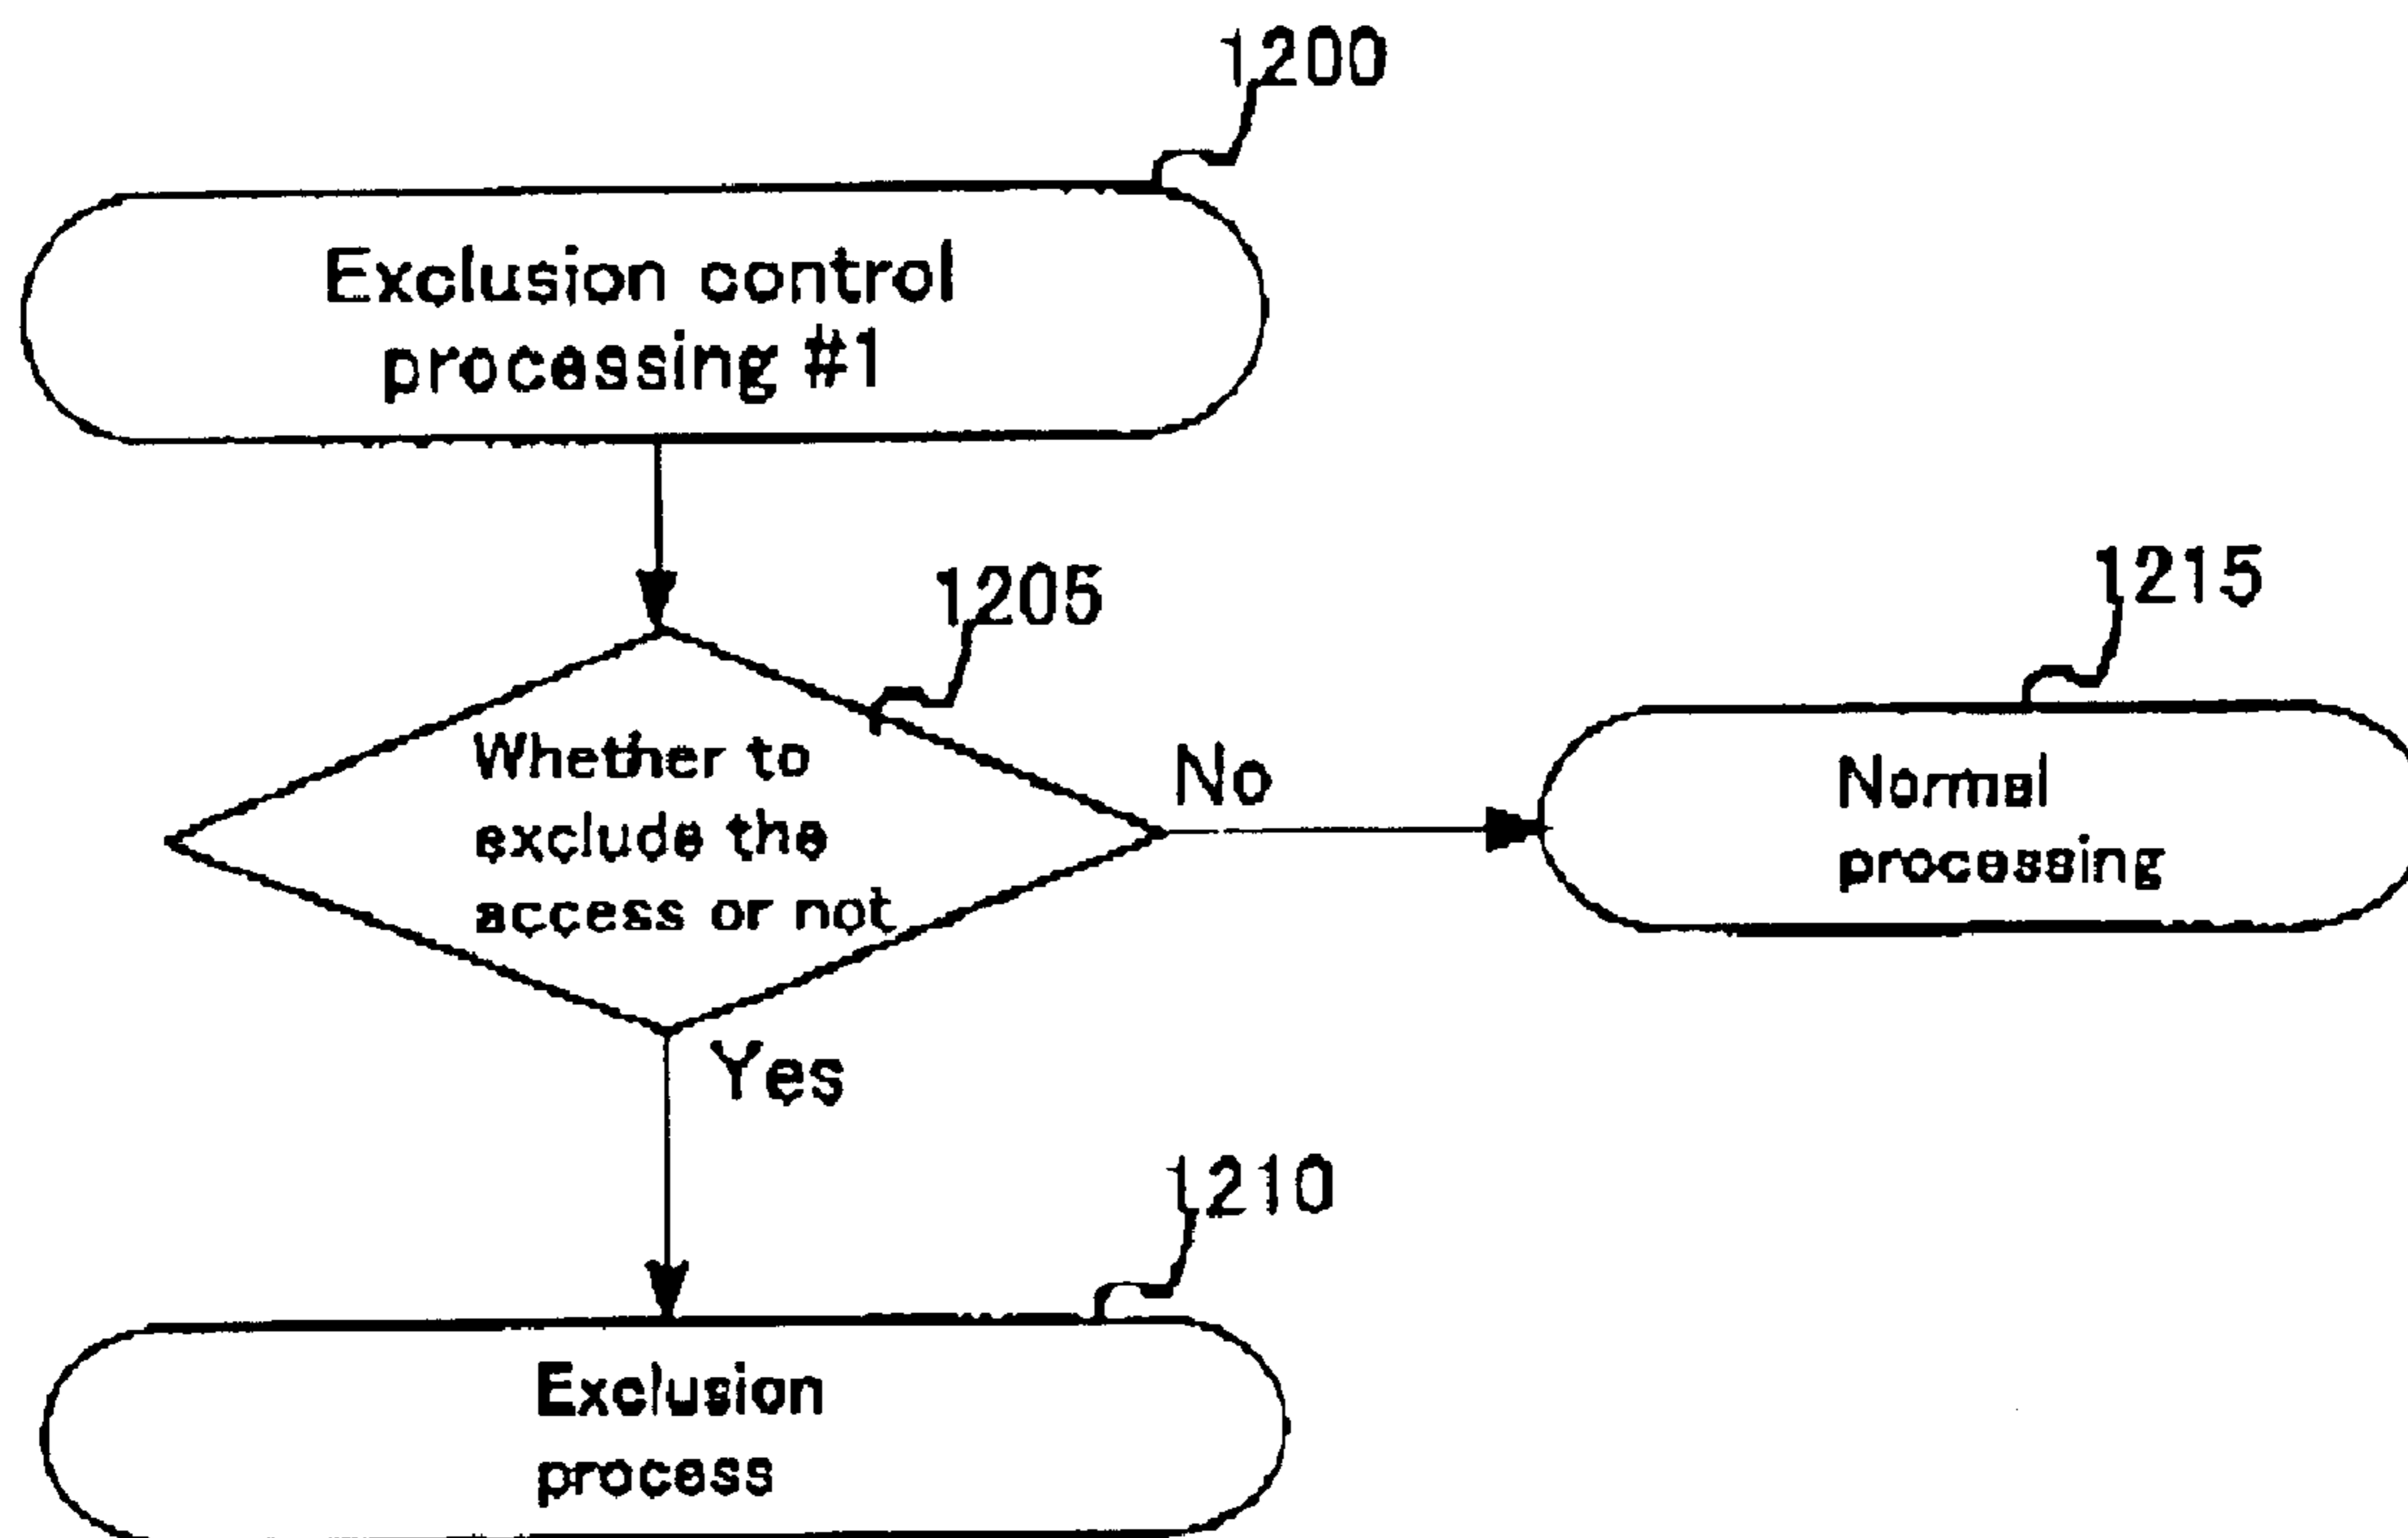 1200
Exclusion control
processing #1
1205
1215
Whether to
exclude the
access or not
No
Normal
processing
Yes
1210
Exclusion
process